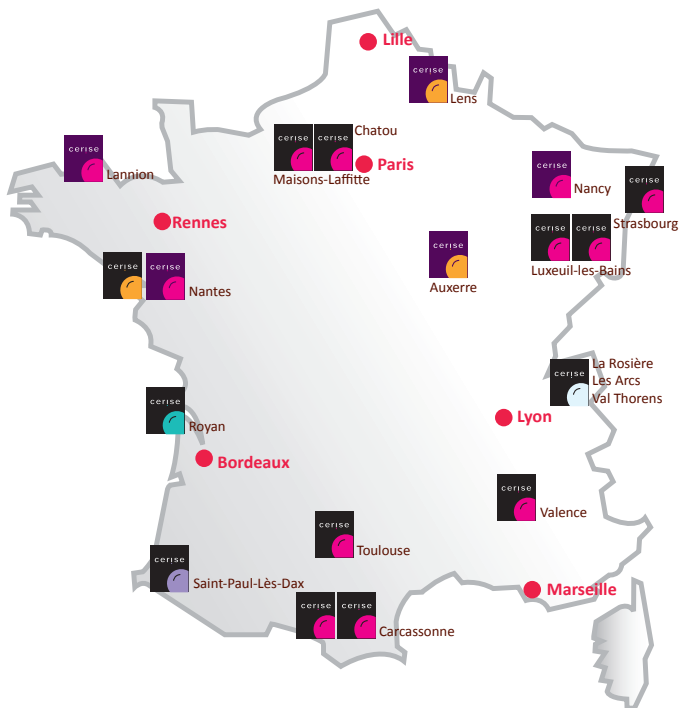 Lille
cerise
Lens
cerise
cerise
Chatou
Maisons-Laffitte
Paris
cerise
Lannion
cerise
Nancy
cerise
Strasbourg
Rennes
cerise
cerise
Luxeuil-les-Bains
cerise
Auxerre
cerise
cerise
Nantes
cerise
La Rosière
Les Arcs
Val Thorens
cerise
Royan
Lyon
Bordeaux
cerise
Valence
cerise
Toulouse
cerise
Saint-Paul-Lès-Dax
Marseille
cerise
cerise
Carcassonne